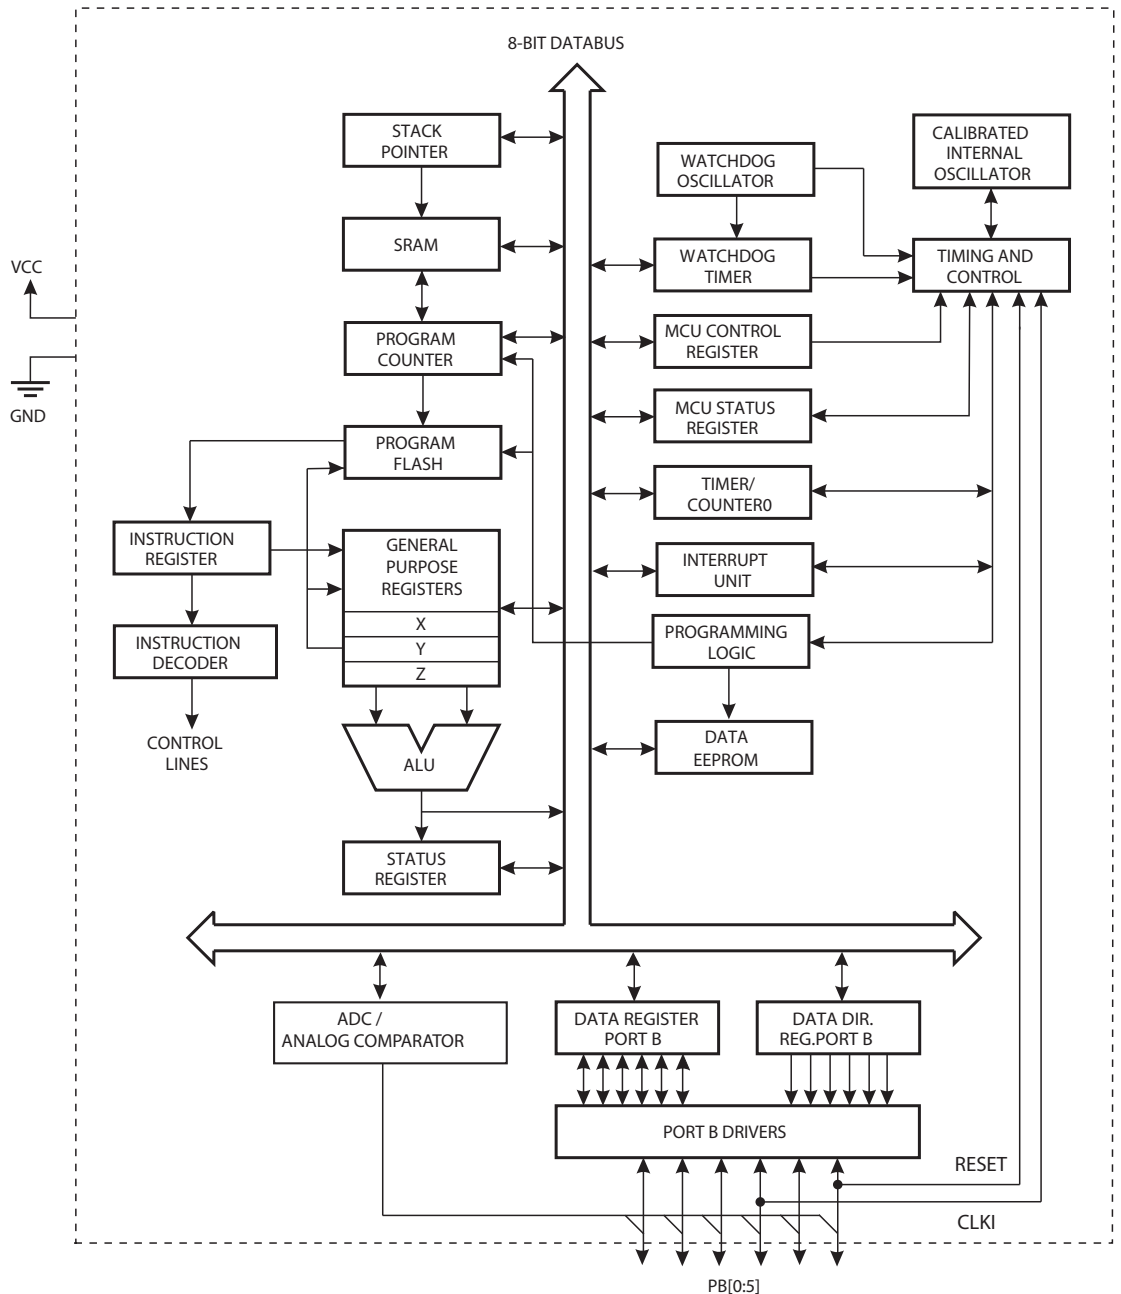 8-BIT DATABUS
STACK
POINTER
WATCHDOG
OSCILLATOR
CALIBRATED
INTERNAL
OSCILLATOR
SRAM
WATCHDOG
TIMER
TIMING AND
CONTROL
VCC
PROGRAM
COUNTER
MCU CONTROL
REGISTER
GND
MCU STATUS
REGISTER
PROGRAM
FLASH
TIMER/
COUNTER0
INSTRUCTION
REGISTER
GENERAL
PURPOSE
REGISTERS
X
Y
Z
INTERRUPT
UNIT
INSTRUCTION
DECODER
PROGRAMMING
LOGIC
CONTROL
LINES
ALU
DATA
EEPROM
STATUS
REGISTER
ADC /
ANALOG COMPARATOR
DATA REGISTER
PORT B
DATA DIR.
REG.PORT B
PORT B DRIVERS
RESET
CLKI
PB[0:5]